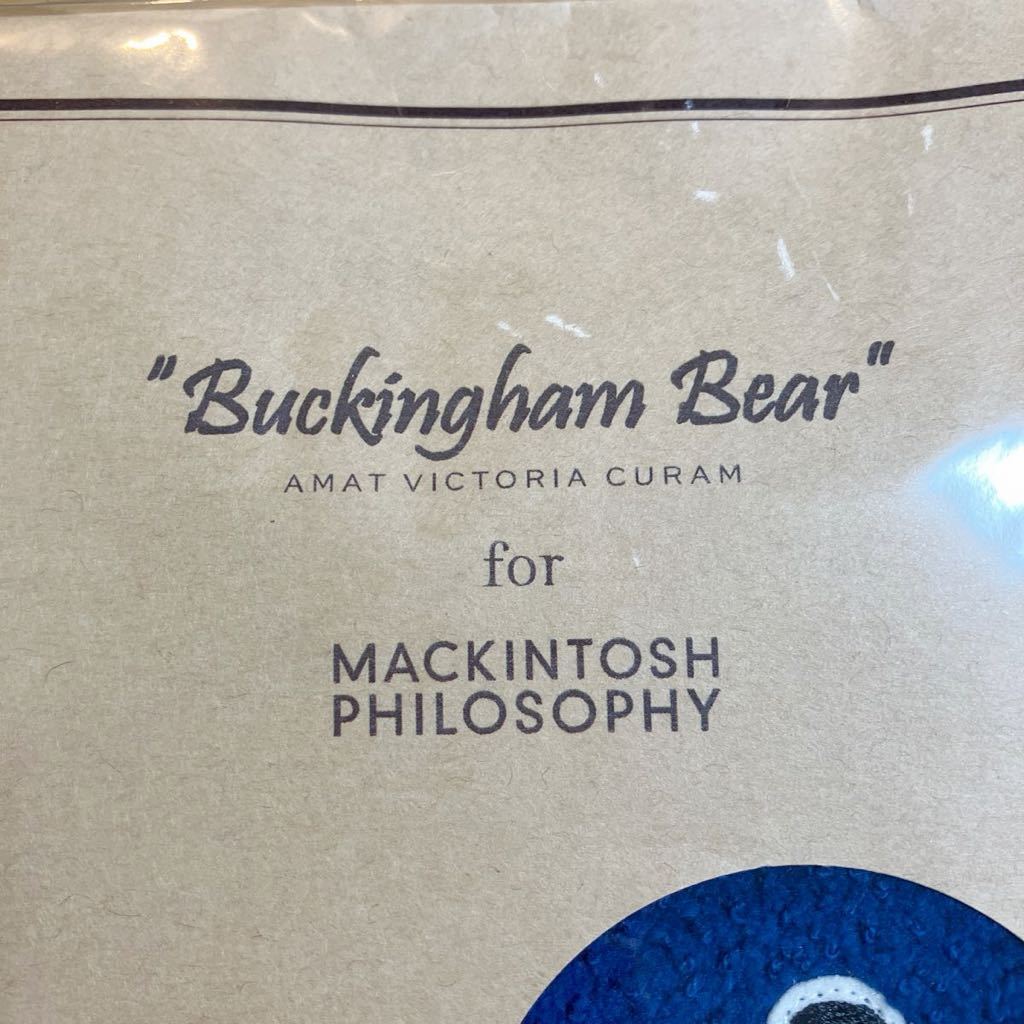 "Buckingham Bear"
AMAT VICTORIA CURAM
for
MACKINTOSH
PHILOSOPHY